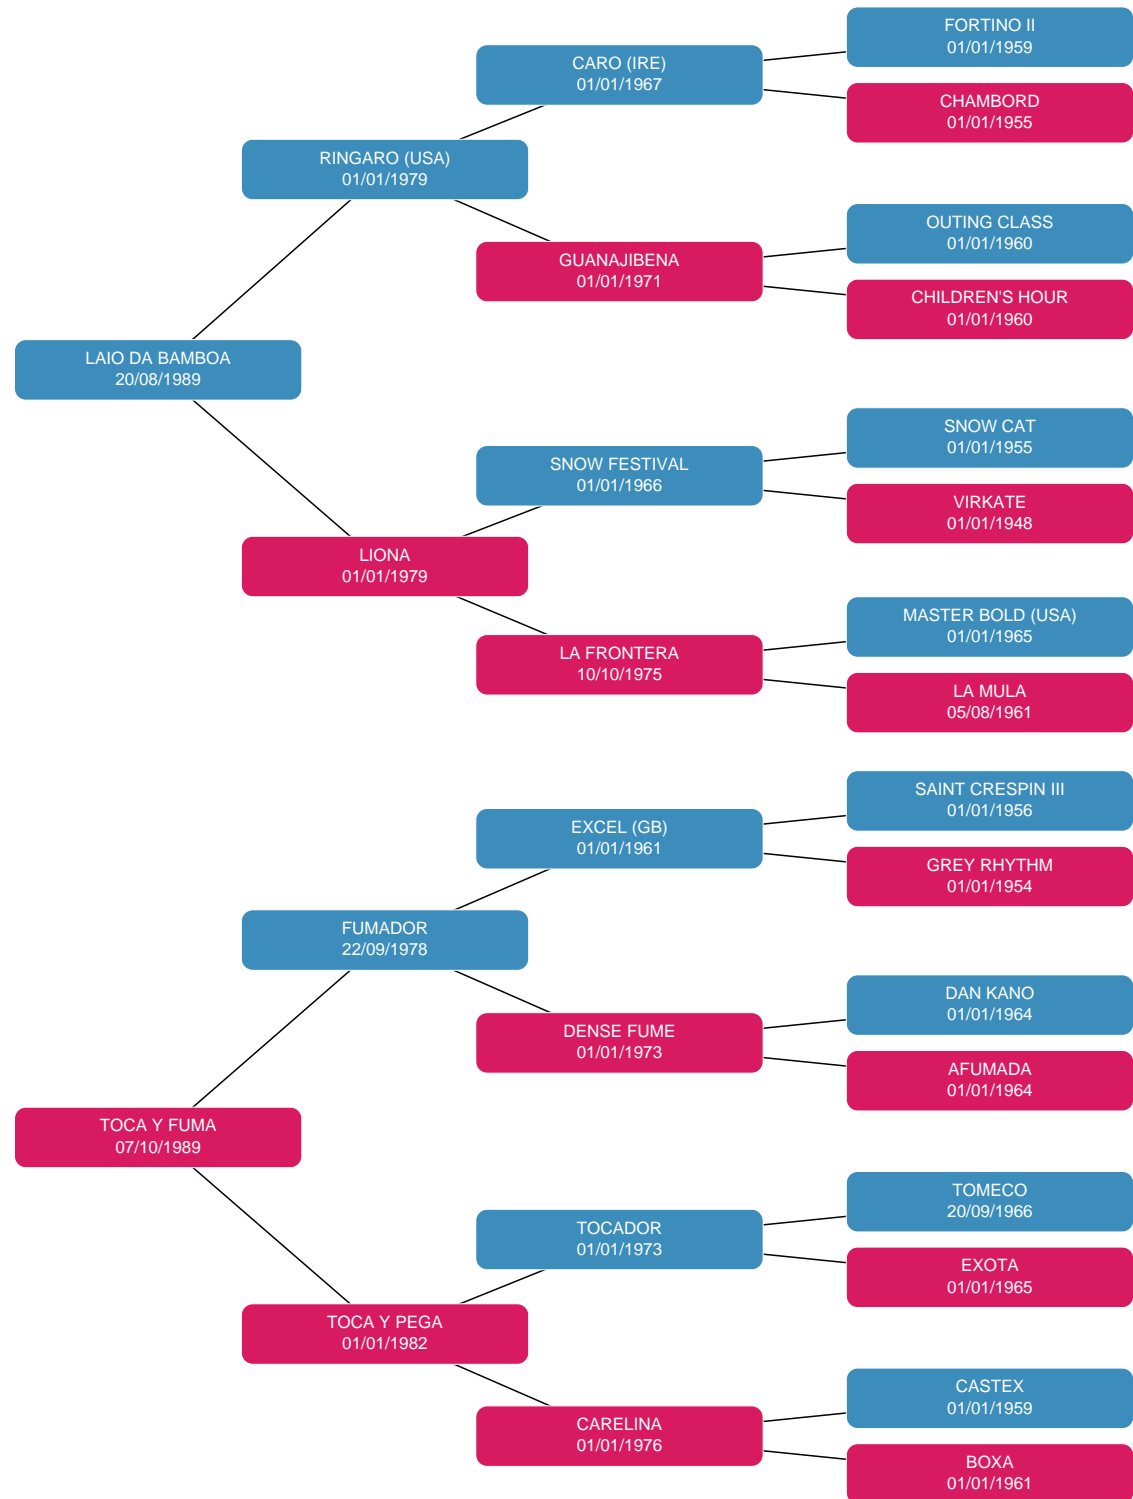 FORTINO II
01/01/1959
CARO (IRE)
01/01/1967
CHAMBORD
01/01/1955
RINGARO (USA)
01/01/1979
OUTING CLASS
01/01/1960
GUANAJIBENA
01/01/1971
CHILDREN'S HOUR
01/01/1960
LAIO DA BAMBOA
20/08/1989
SNOW CAT
01/01/1955
SNOW FESTIVAL
01/01/1966
VIRKATE
01/01/1948
LIONA
01/01/1979
MASTER BOLD (USA)
01/01/1965
LA FRONTERA
10/10/1975
LA MULA
05/08/1961
SAINT CRESPIN III
01/01/1956
EXCEL (GB)
01/01/1961
GREY RHYTHM
01/01/1954
FUMADOR
22/09/1978
DAN KANO
01/01/1964
DENSE FUME
01/01/1973
AFUMADA
01/01/1964
TOCA Y FUMA
07/10/1989
TOMECO
20/09/1966
TOCADOR
01/01/1973
EXOTA
01/01/1965
TOCA Y PEGA
01/01/1982
CASTEX
01/01/1959
CARELINA
01/01/1976
BOXA
01/01/1961